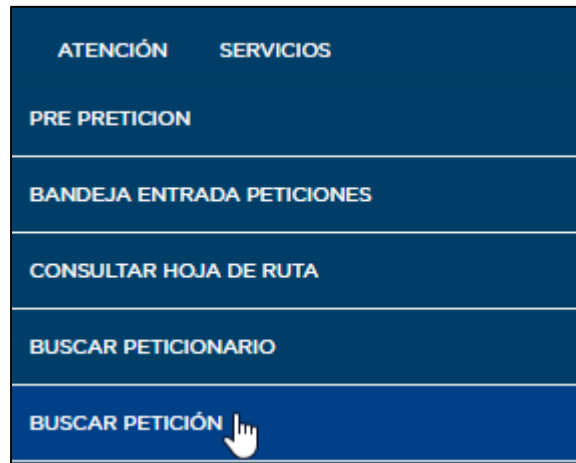 ATENCIÓN SERVICIOS
PRE PRETICION
BANDEJA ENTRADA PETICIONES
CONSULTAR HOJA DE RUTA
BUSCAR PETICIONARIO
BUSCAR PETICIÓN